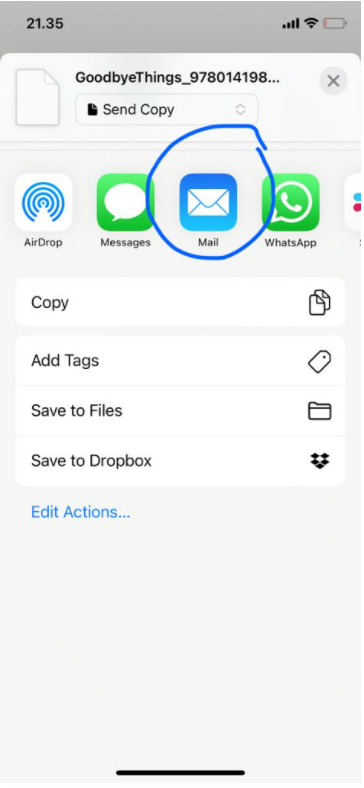 21.35
GoodbyeThings_978014198...
Send Copy
AirDrop Messages Mail WhatsApp
Copy
Add Tags
Save to Files
Save to Dropbox
Edit Actions...